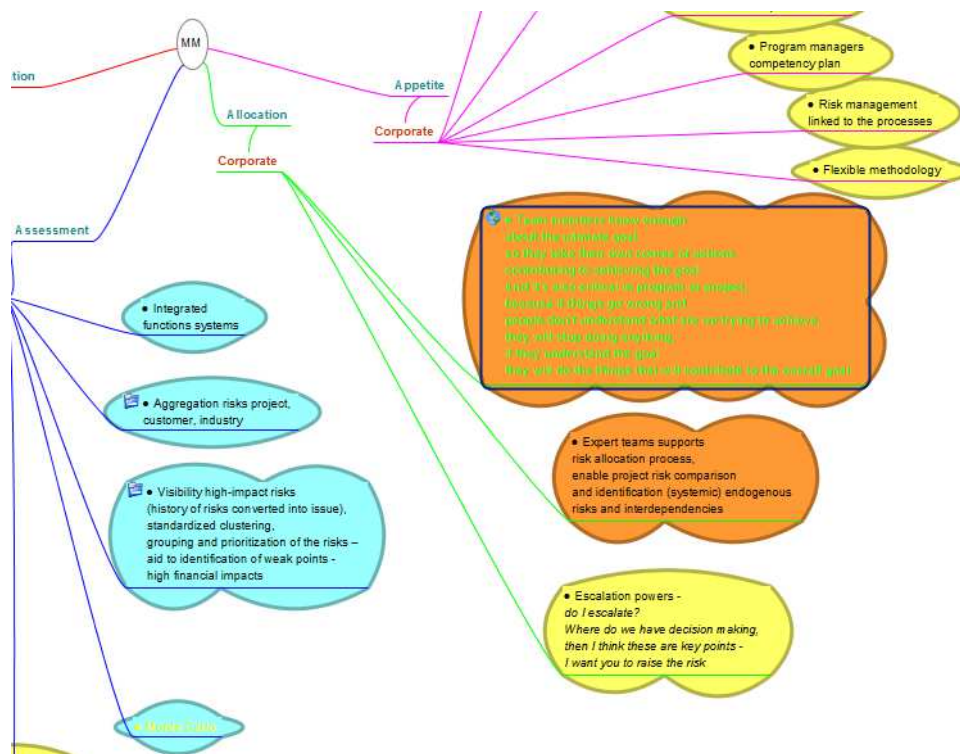 MM
tion
Appetite
Corporate
● Program managers
competency plan
● Risk management
linked to the processes
● Flexible methodology
Allocation
Corporate
● Team members know enough
about the ultimate goal
so they take their own course of actions
contributing to achieving the goal
And it's also critical in program or project,
because if things go wrong and
people don't understand what are we trying to achieve,
they will stop doing anything,
if they understand the goal
they will do the things that will contribute to the overall goal
● Expert teams supports
risk allocation process,
enable project risk comparison
and identification (systemic) endogenous
risks and interdependencies
● Escalation powers -
do I escalate?
Where do we have decision making,
then I think these are key points -
I want you to raise the risk
Assessment
● Integrated
functions systems
● Aggregation risks project,
customer, industry
● Visibility high-impact risks
(history of risks converted into issue),
standardized clustering,
grouping and prioritization of the risks –
aid to identification of weak points -
high financial impacts
● Monte Carlo